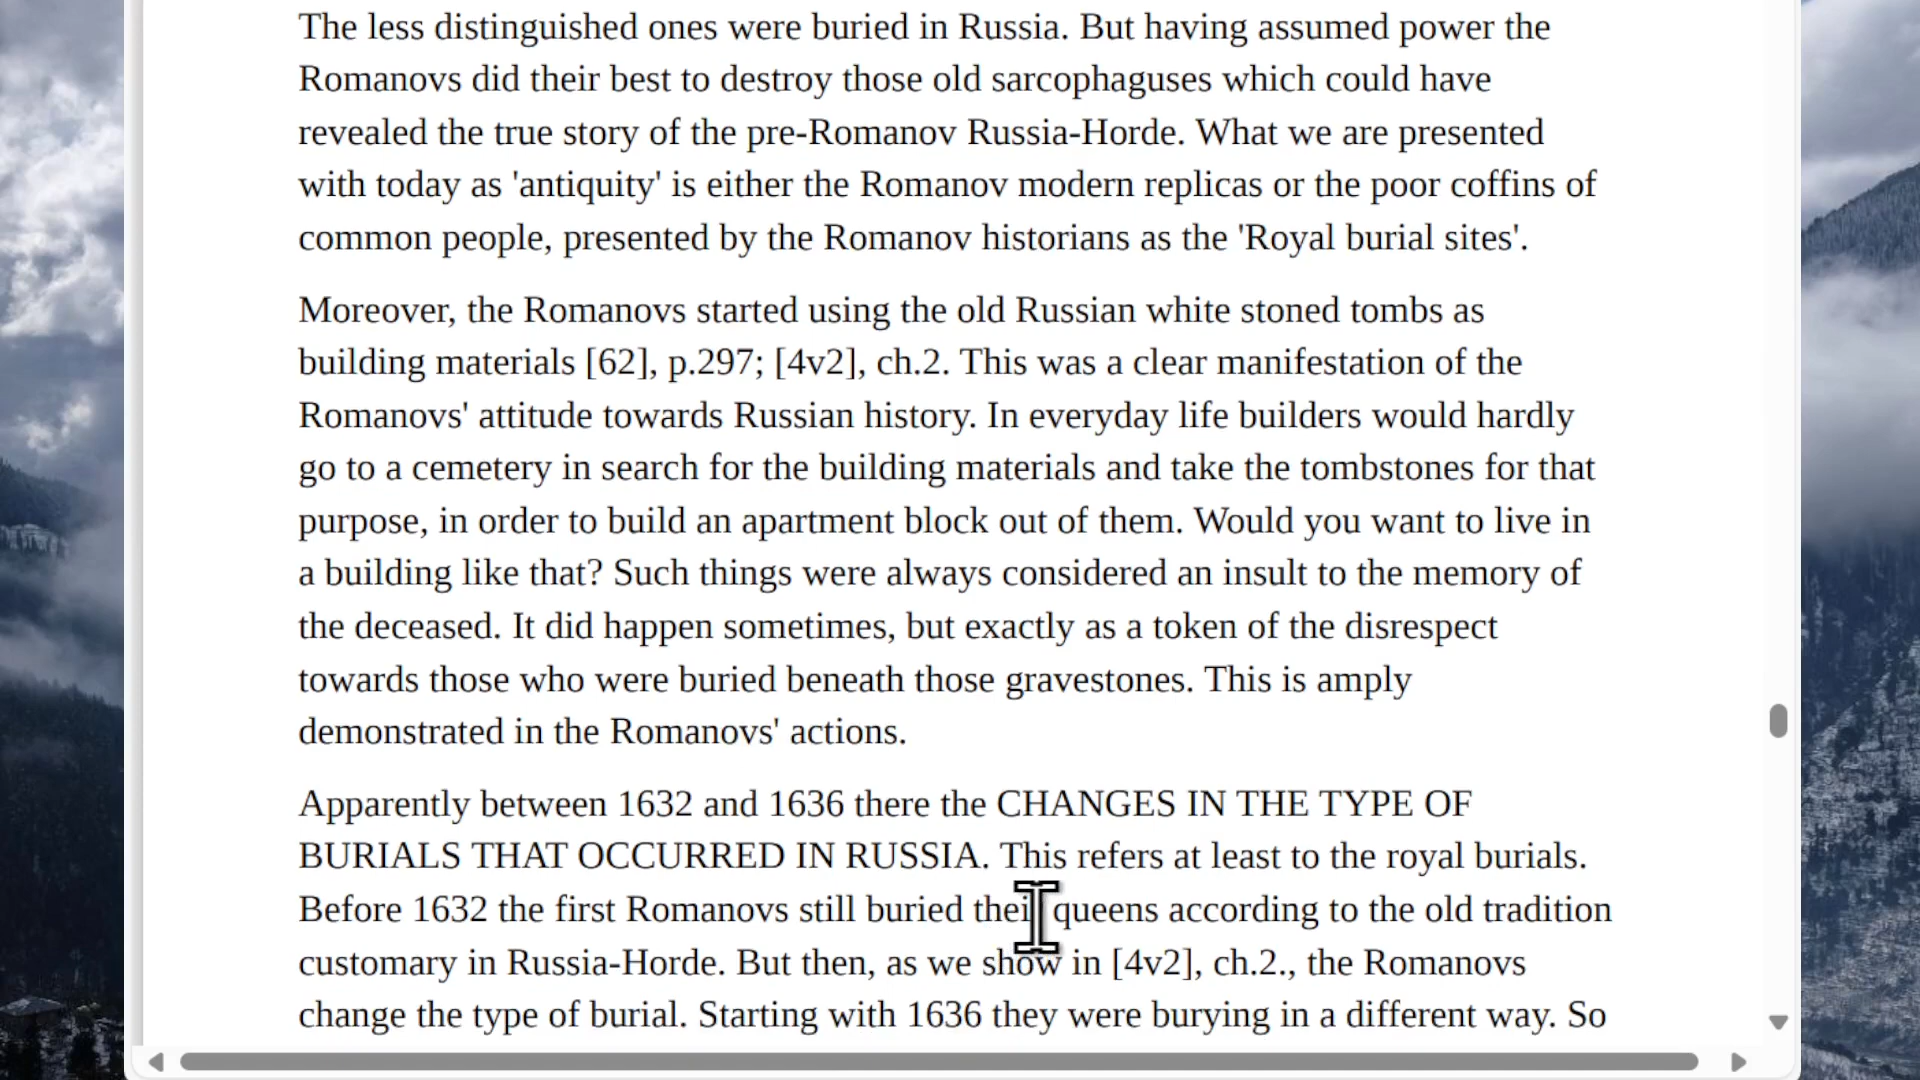 The less distinguished ones were buried in Russia. But having assumed power the
Romanovs did their best to destroy those old sarcophaguses which could have
revealed the true story of the pre-Romanov Russia-Horde. What we are presented
with today as 'antiquity' is either the Romanov modern replicas or the poor coffins of
common people, presented by the Romanov historians as the 'Royal burial sites'.
Moreover, the Romanovs started using the old Russian white stoned tombs as
building materials [62], p.297; [4v2], ch.2. This was a clear manifestation of the
Romanovs' attitude towards Russian history. In everyday life builders would hardly
go to a cemetery in search for the building materials and take the tombstones for that
purpose, in order to build an apartment block out of them. Would you want to live in
a building like that? Such things were always considered an insult to the memory of
the deceased. It did happen sometimes, but exactly as a token of the disrespect
towards those who were buried beneath those gravestones. This is amply
demonstrated in the Romanovs' actions.
Apparently between 1632 and 1636 there the CHANGES IN THE TYPE OF
BURIALS THAT OCCURRED IN RUSSIA. This refers at least to the royal burials.
Before 1632 the first Romanovs still buried their queens according to the old tradition
customary in Russia-Horde. But then, as we show in [4v2], ch.2., the Romanovs
change the type of burial. Starting with 1636 they were burying in a different way. So